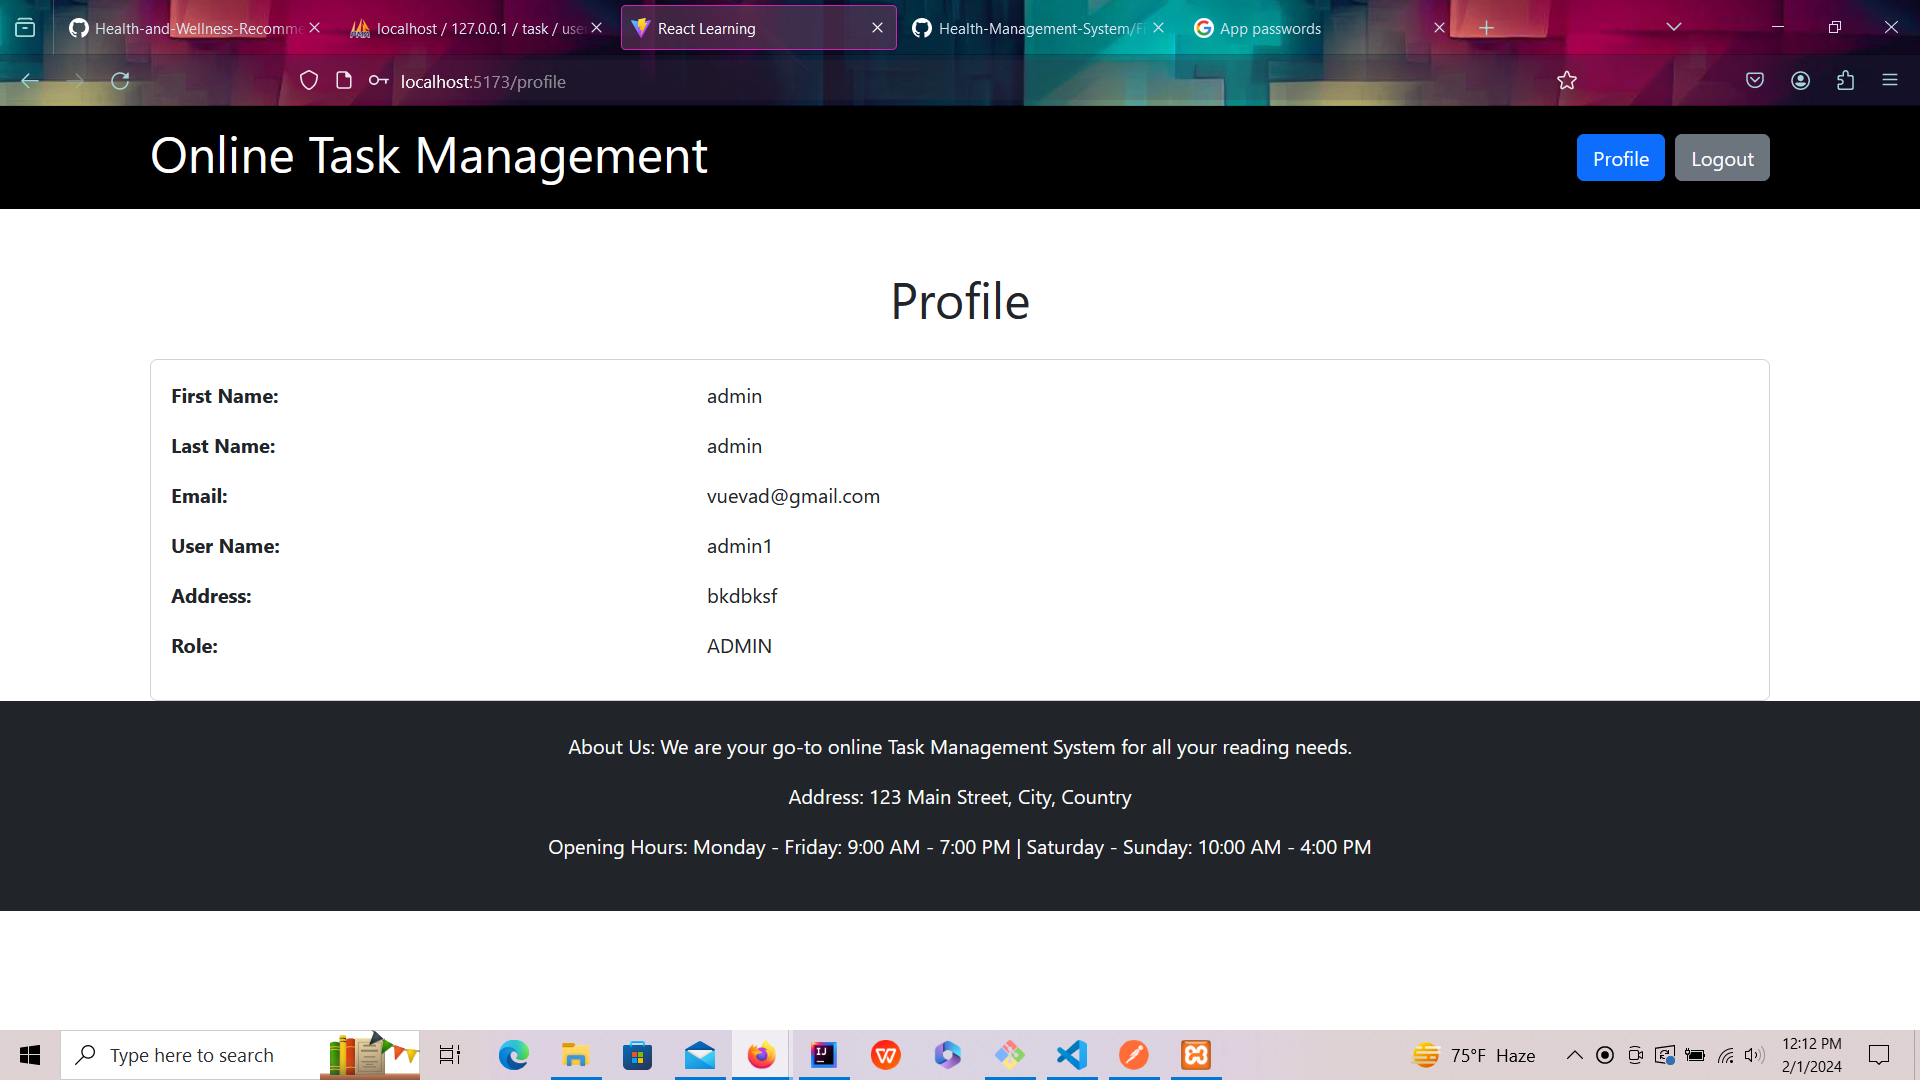 Health-and-Wellness-Recomme
localhost / 127.0.0.1 / task / use
React Learning
Health-Management-System/F
App passwords
localhost:5173/profile
Online Task Management
Profile
Logout
Profile
First Name: admin
Last Name: admin
Email: vuevad@gmail.com
User Name: admin1
Address: bkdbksf
Role: ADMIN
About Us: We are your go-to online Task Management System for all your reading needs.
Address: 123 Main Street, City, Country
Opening Hours: Monday - Friday: 9:00 AM - 7:00 PM | Saturday - Sunday: 10:00 AM - 4:00 PM
Type here to search
75°F Haze
12:12 PM
2/1/2024